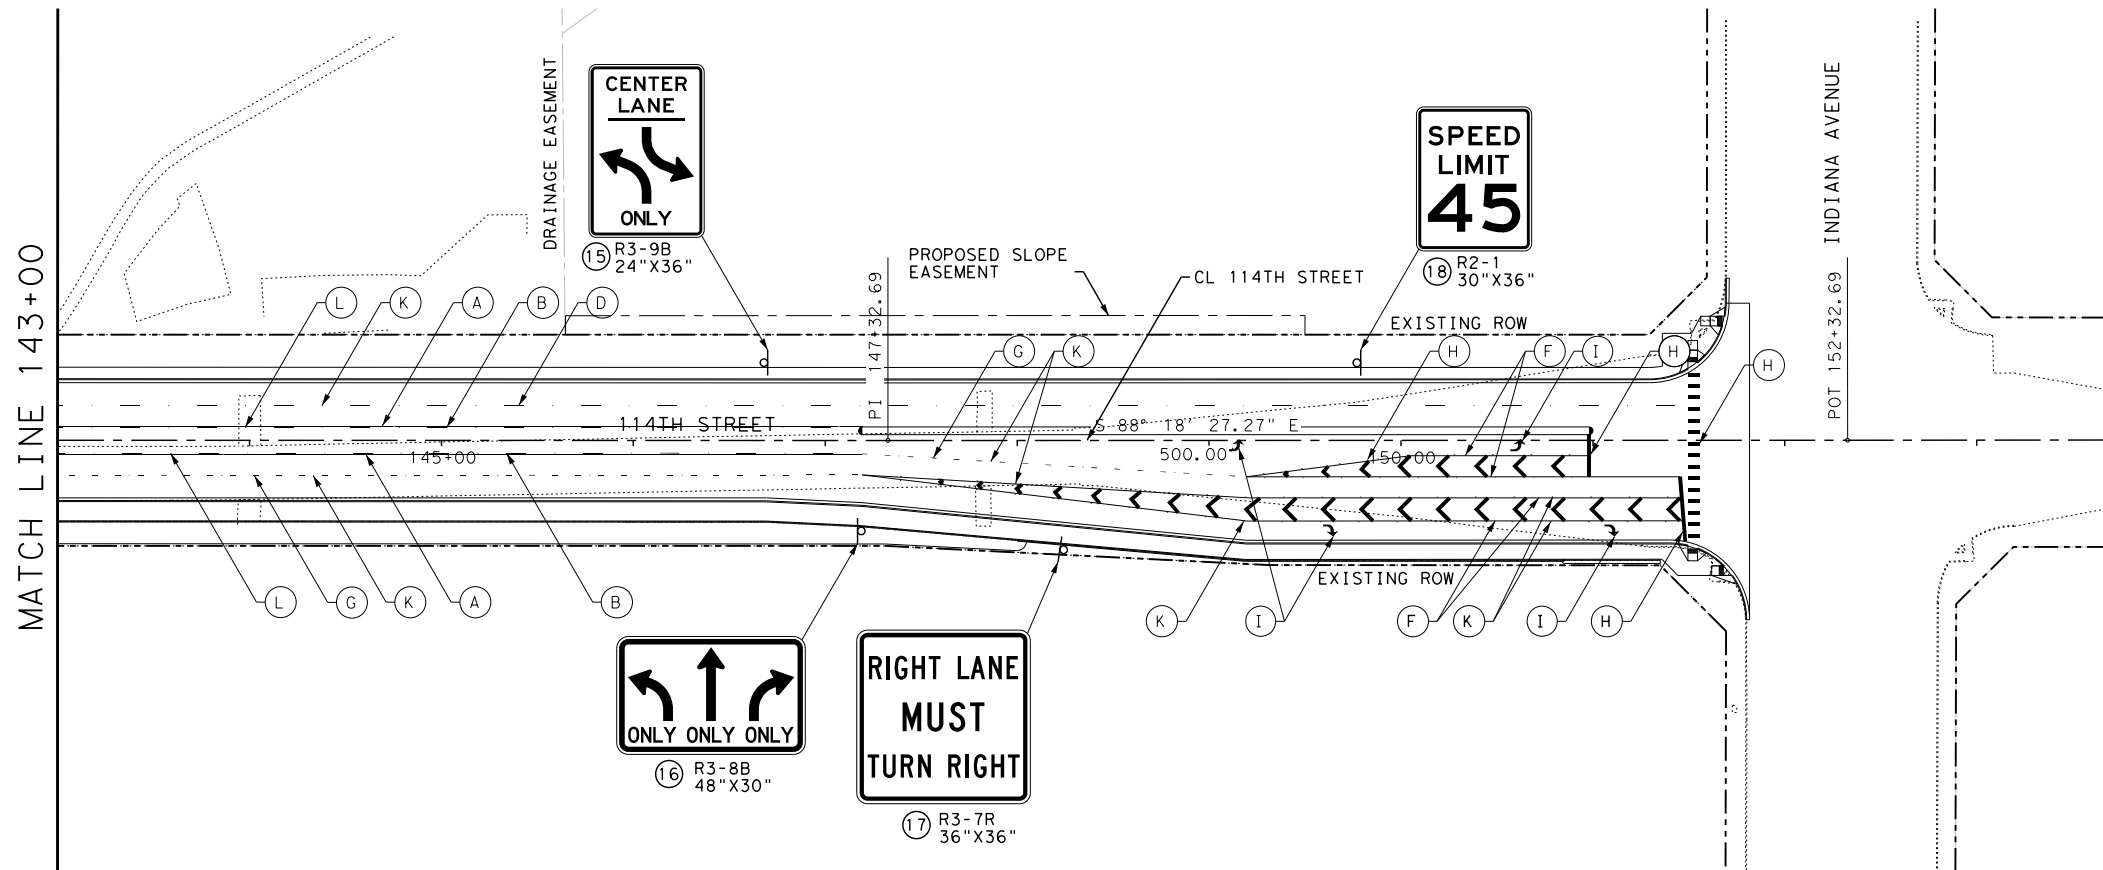 MATCH LINE 143+00
DRAINAGE EASEMENT
CENTER
LANE
ONLY
15 R3-9B
24"X36"
SPEED
LIMIT
45
18 R2-1
30"X36"
INDIANA AVENUE
POT 152+32.69
PROPOSED SLOPE
EASEMENT
CL 114TH STREET
PI 147+32.69
EXISTING ROW
L K A B D
G K H F I H H
114TH STREET
S 88° 18' 27.27" E
145+00
500.00
150+00
EXISTING ROW
L G K A B
K I F K I H
ONLY ONLY ONLY
16 R3-8B
48"X30"
RIGHT LANE
MUST
TURN RIGHT
17 R3-7R
36"X36"